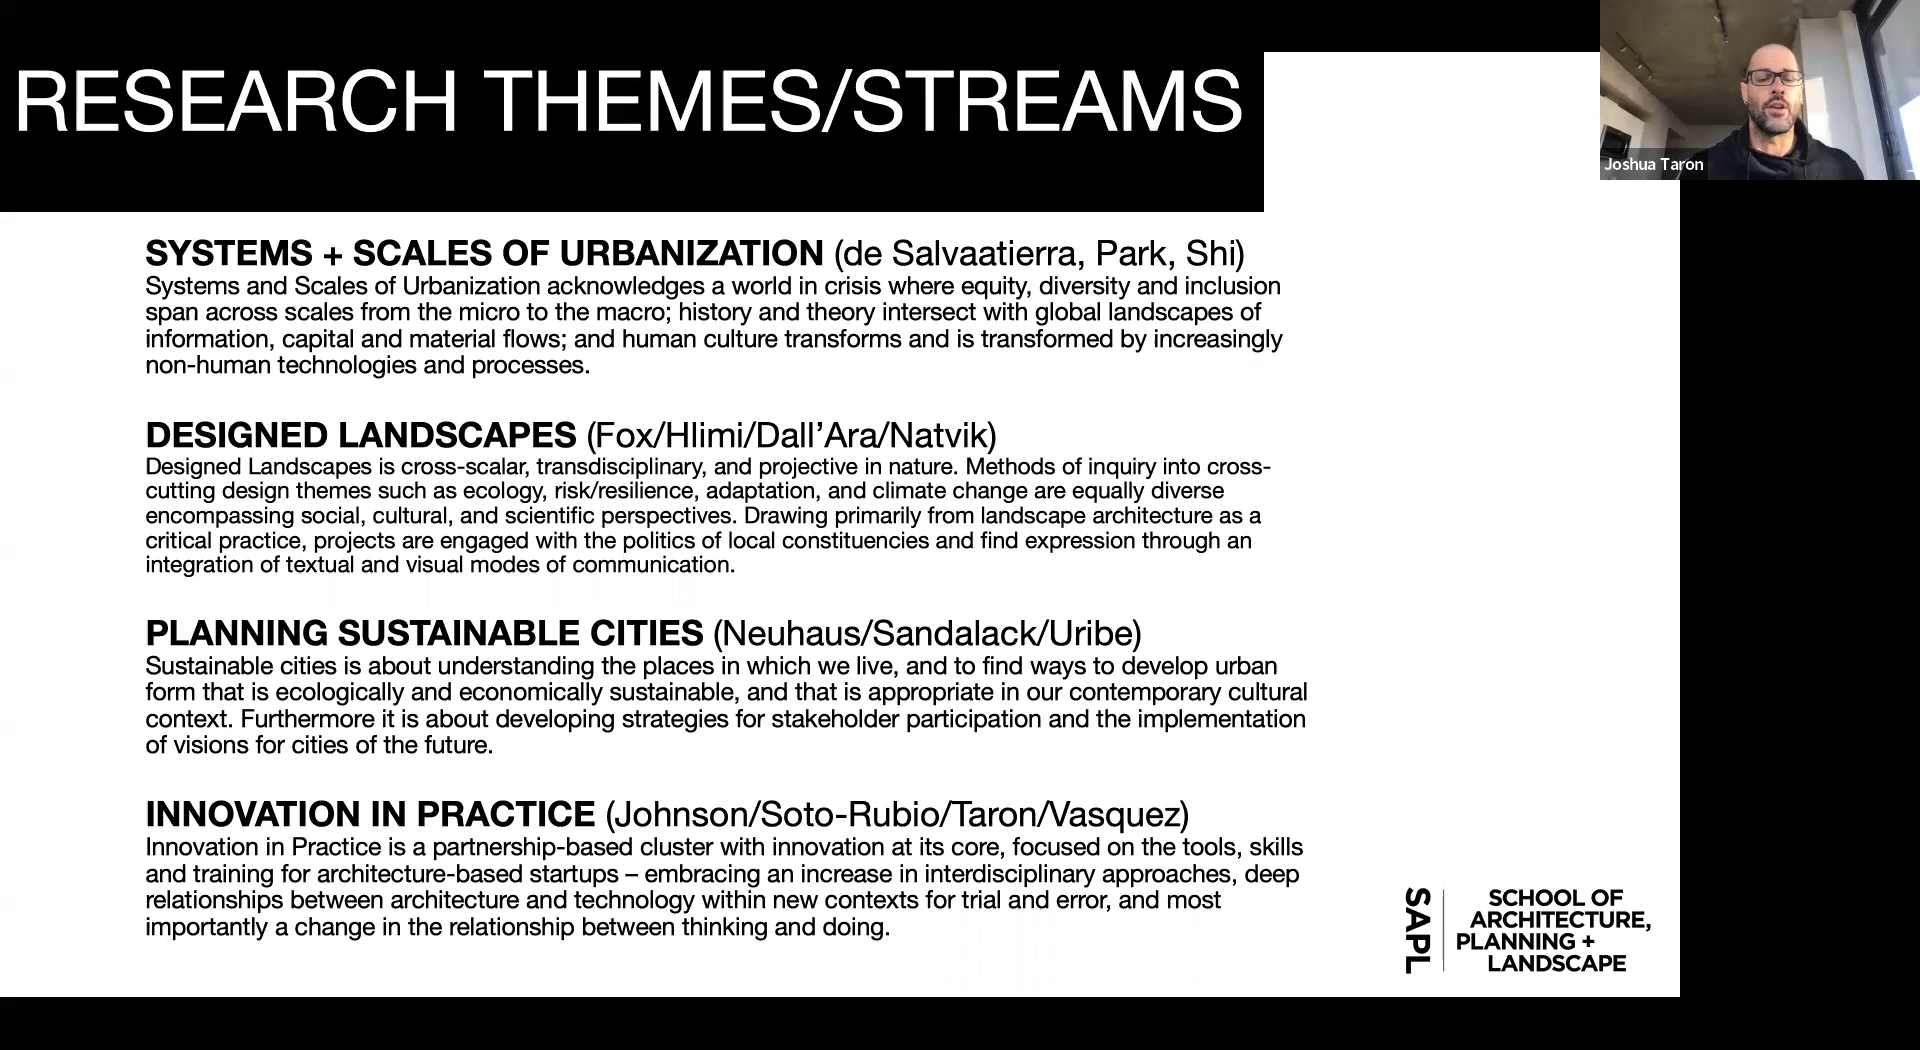 RESEARCH THEMES/STREAMS
Joshua Taron
SYSTEMS + SCALES OF URBANIZATION (de Salvaatierra, Park, Shi)
Systems and Scales of Urbanization acknowledges a world in crisis where equity, diversity and inclusion
span across scales from the micro to the macro; history and theory intersect with global landscapes of
information, capital and material flows; and human culture transforms and is transformed by increasingly
non-human technologies and processes.
DESIGNED LANDSCAPES (Fox/Hlimi/Dall’Ara/Natvik)
Designed Landscapes is cross-scalar, transdisciplinary, and projective in nature. Methods of inquiry into cross-
cutting design themes such as ecology, risk/resilience, adaptation, and climate change are equally diverse
encompassing social, cultural, and scientific perspectives. Drawing primarily from landscape architecture as a
critical practice, projects are engaged with the politics of local constituencies and find expression through an
integration of textual and visual modes of communication.
PLANNING SUSTAINABLE CITIES (Neuhaus/Sandalack/Uribe)
Sustainable cities is about understanding the places in which we live, and to find ways to develop urban
form that is ecologically and economically sustainable, and that is appropriate in our contemporary cultural
context. Furthermore it is about developing strategies for stakeholder participation and the implementation
of visions for cities of the future.
INNOVATION IN PRACTICE (Johnson/Soto-Rubio/Taron/Vasquez)
Innovation in Practice is a partnership-based cluster with innovation at its core, focused on the tools, skills
and training for architecture-based startups – embracing an increase in interdisciplinary approaches, deep
relationships between architecture and technology within new contexts for trial and error, and most
importantly a change in the relationship between thinking and doing.
SAPL
SCHOOL OF
ARCHITECTURE,
PLANNING +
LANDSCAPE